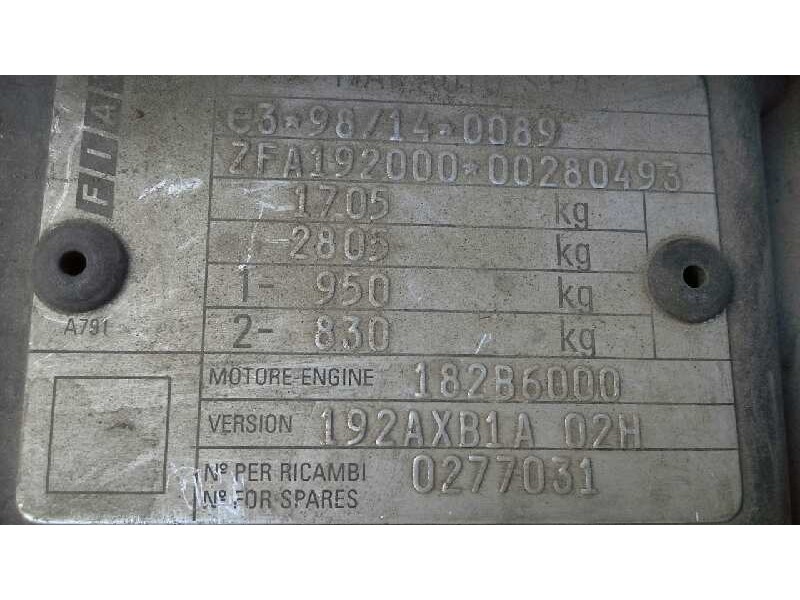 FIA
e3*98/14*0089
ZFA192000*00280493
1705 kg
2805 kg
1- 950 kg
2- 830 kg
A791
MOTORE-ENGINE 182B6000
VERSION 192AXB1A 02H
Nº PER RICAMBI 0277031
Nº FOR SPARES